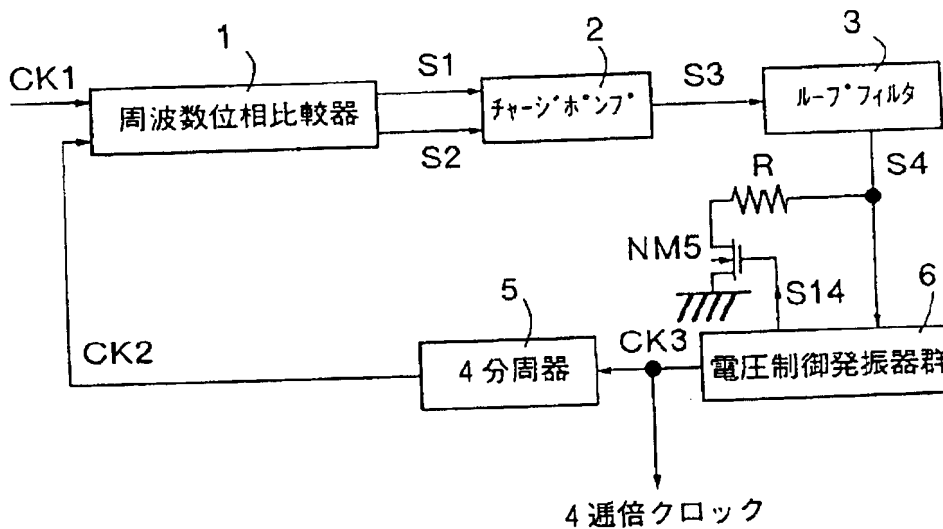 1
2
3
CK1
周波数位相比較器
S1
S2
チャージポンプ
S3
ループフィルタ
S4
R
NM5
S14
6
電圧制御発振器群
CK3
5
4分周器
CK2
4逓倍クロック